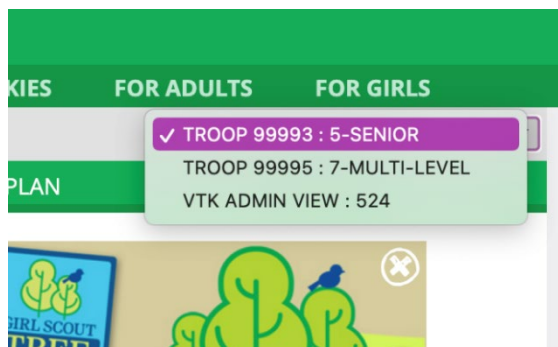 KIES FOR ADULTS FOR GIRLS
✓ TROOP 99993 : 5-SENIOR
TROOP 99995 : 7-MULTI-LEVEL
PLAN
VTK ADMIN VIEW : 524
GIRL SCOUT
TREE